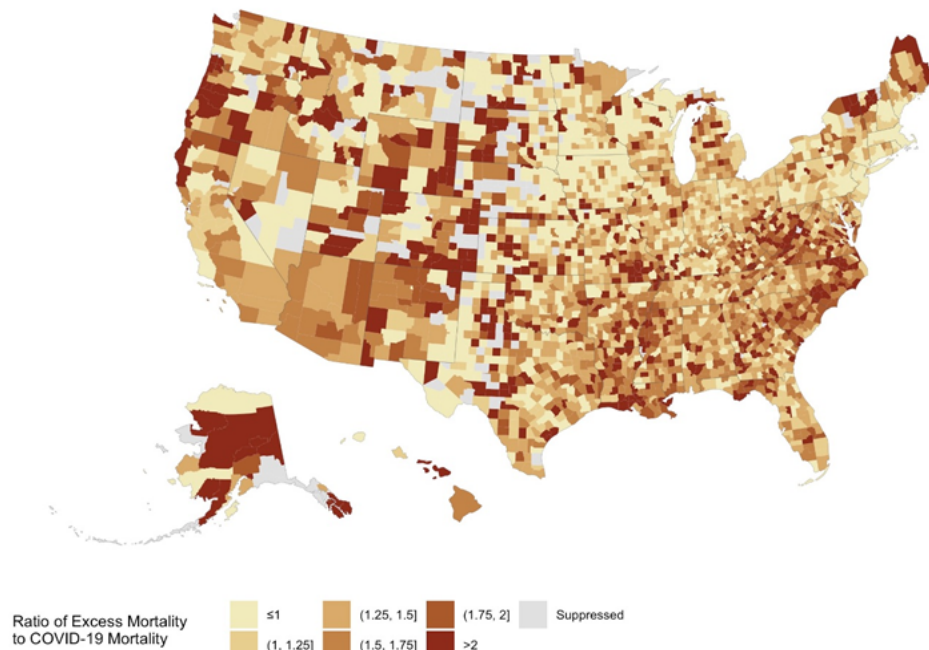 Ratio of Excess Mortality
to COVID-19 Mortality
≤1
(1, 1.25]
(1.25, 1.5]
(1.5, 1.75]
(1.75, 2]
>2
Suppressed